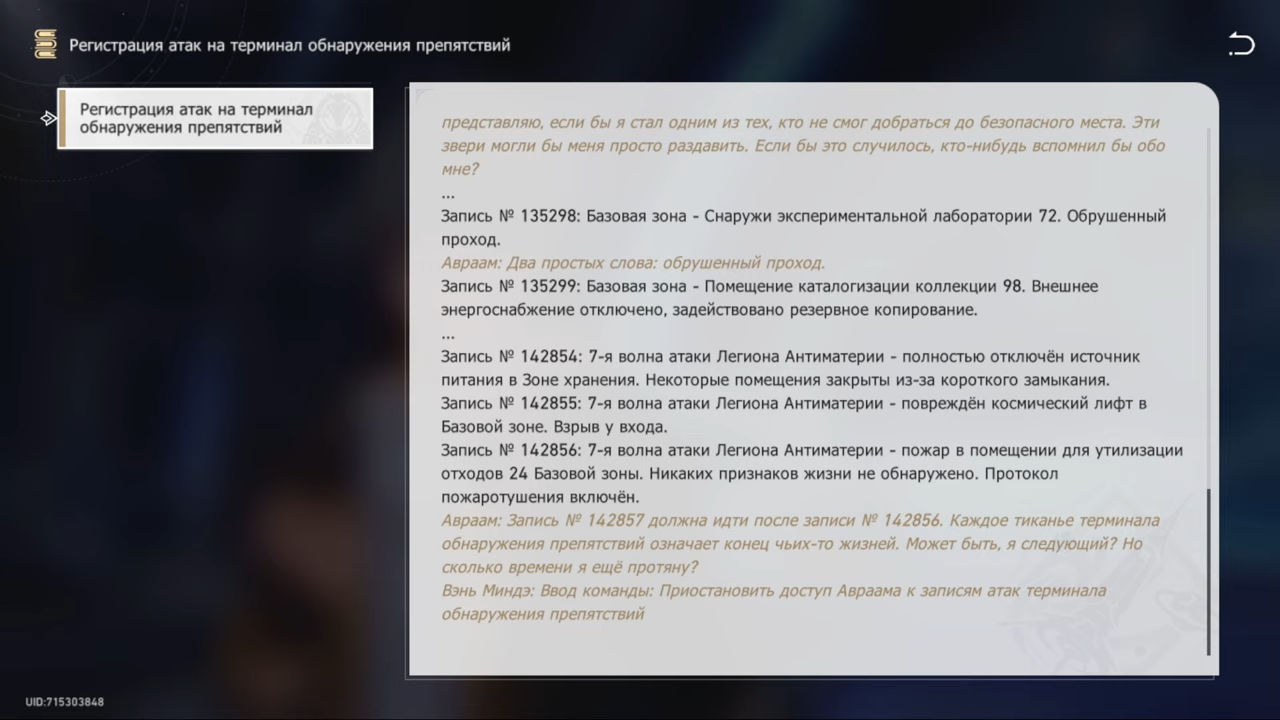 Регистрация атак на терминал обнаружения препятствий
Регистрация атак на терминал
обнаружения препятствий
представляю, если бы я стал одним из тех, кто не смог добраться до безопасного места. Эти
звери могли бы меня просто раздавить. Если бы это случилось, кто-нибудь вспомнил бы обо
мне?
...
Запись № 135298: Базовая зона - Снаружи экспериментальной лаборатории 72. Обрушенный
проход.
Авраам: Два простых слова: обрушенный проход.
Запись № 135299: Базовая зона - Помещение каталогизации коллекции 98. Внешнее
энергоснабжение отключено, задействовано резервное копирование.
...
Запись № 142854: 7-я волна атаки Легиона Антиматерии - полностью отключён источник
питания в Зоне хранения. Некоторые помещения закрыты из-за короткого замыкания.
Запись № 142855: 7-я волна атаки Легиона Антиматерии - повреждён космический лифт в
Базовой зоне. Взрыв у входа.
Запись № 142856: 7-я волна атаки Легиона Антиматерии - пожар в помещении для утилизации
отходов 24 Базовой зоны. Никаких признаков жизни не обнаружено. Протокол
пожаротушения включён.
Авраам: Запись № 142857 должна идти после записи № 142856. Каждое тиканье терминала
обнаружения препятствий означает конец чьих-то жизней. Может быть, я следующий? Но
сколько времени я ещё протяну?
Вэнь Миндэ: Ввод команды: Приостановить доступ Авраама к записям атак терминала
обнаружения препятствий
UID:715303848